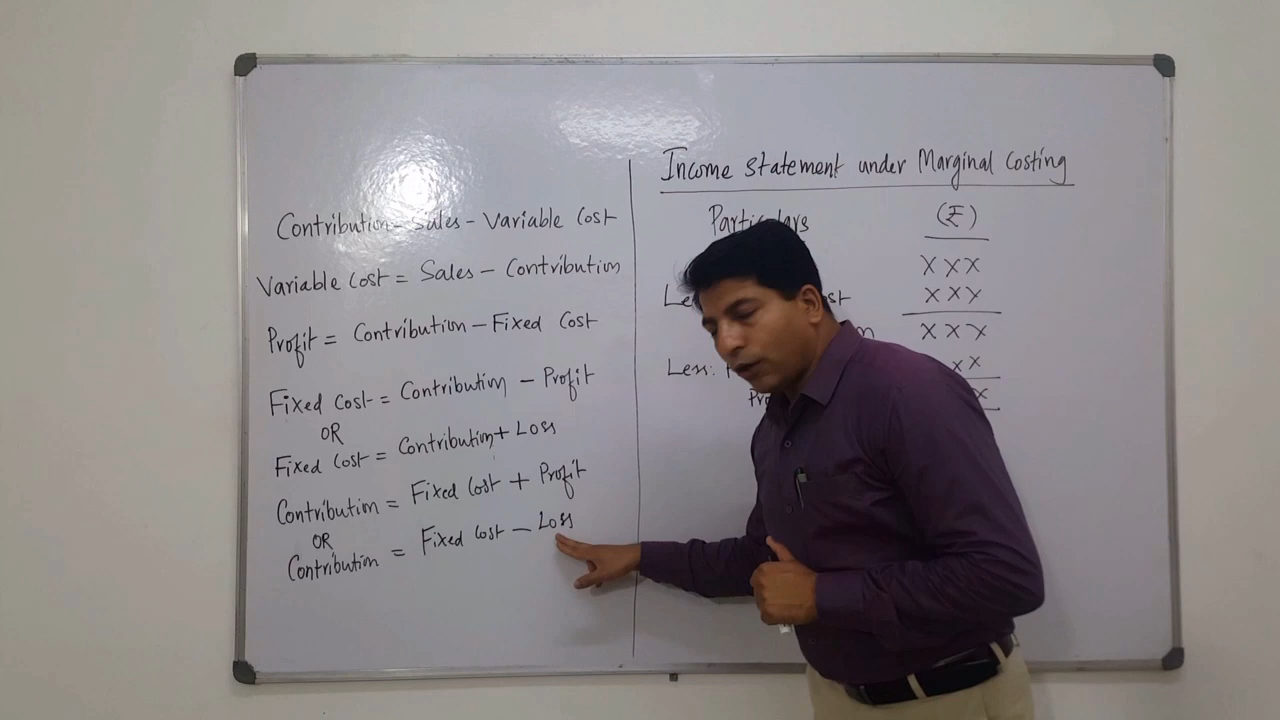 Contribution = Sales - Variable Cost
Variable Cost = Sales - Contribution
Profit = Contribution - Fixed Cost
Fixed Cost = Contribution - Profit
OR
Fixed Cost = Contribution + Loss
Contribution = Fixed Cost + Profit
OR
Contribution = Fixed Cost - Loss
Income Statement under Marginal Costing
Particulars (₹)
XXX
XXX
XXX
Less: XX
X